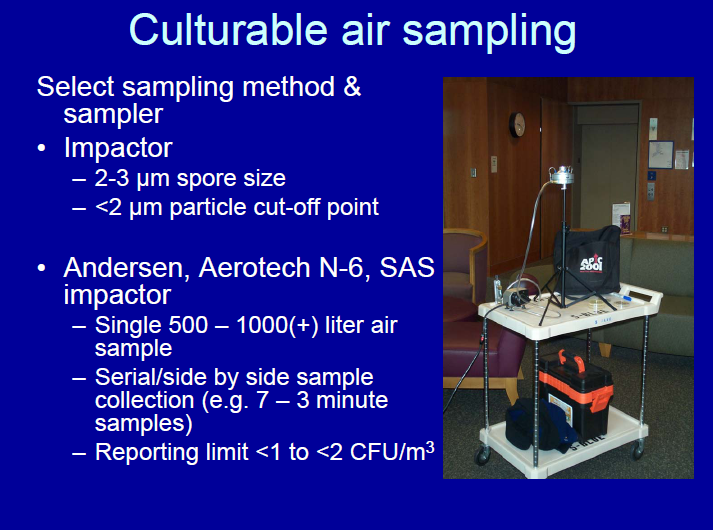 Culturable air sampling
Select sampling method &
sampler
• Impactor
– 2-3 µm spore size
– <2 µm particle cut-off point
• Andersen, Aerotech N-6, SAS
impactor
– Single 500 – 1000(+) liter air
sample
– Serial/side by side sample
collection (e.g. 7 – 3 minute
samples)
– Reporting limit <1 to <2 CFU/m³
APIC
2001